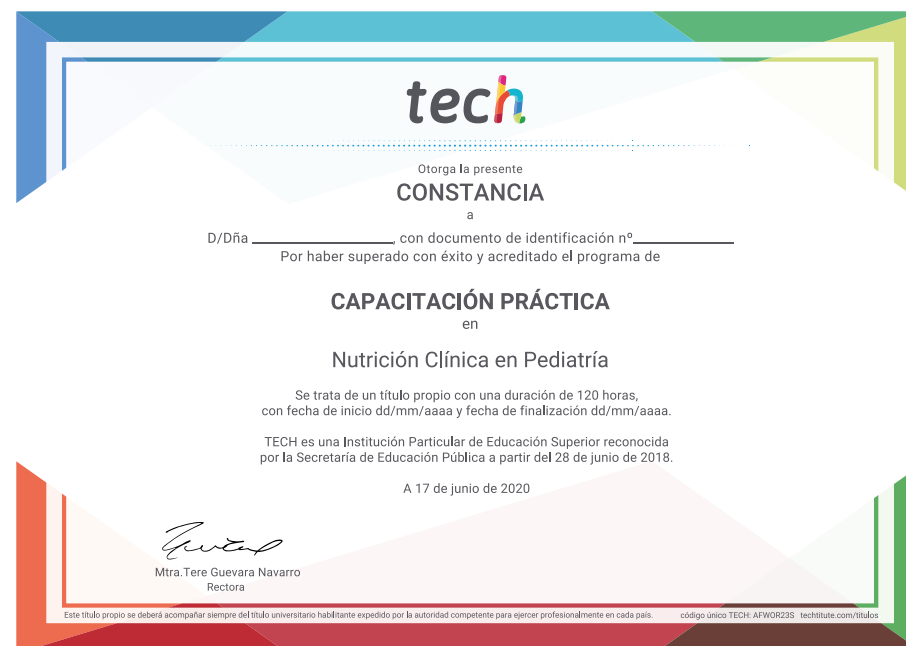 tech
Otorga la presente
CONSTANCIA
a
D/Dña ____________________, con documento de identificación nº______________
Por haber superado con éxito y acreditado el programa de
CAPACITACIÓN PRÁCTICA
en
Nutrición Clínica en Pediatría
Se trata de un título propio con una duración de 120 horas,
con fecha de inicio dd/mm/aaaa y fecha de finalización dd/mm/aaaa.
TECH es una Institución Particular de Educación Superior reconocida
por la Secretaría de Educación Pública a partir del 28 de junio de 2018.
A 17 de junio de 2020
Mtra.Tere Guevara Navarro
Rectora
Este título propio se deberá acompañar siempre del título universitario habilitante expedido por la autoridad competente para ejercer profesionalmente en cada país. código único TECH: AFWOR23S techtitute.com/titulos